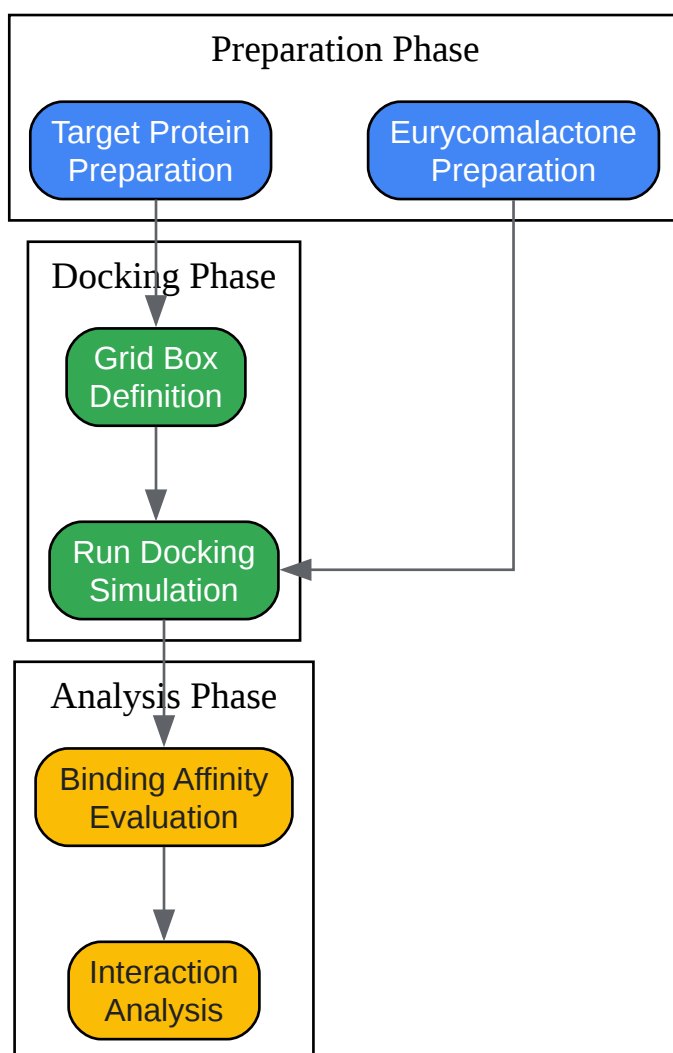 Preparation Phase
Target Protein
Preparation
Eurycomalactone
Preparation
Docking Phase
Grid Box
Definition
Run Docking
Simulation
Analysis Phase
Binding Affinity
Evaluation
Interaction
Analysis